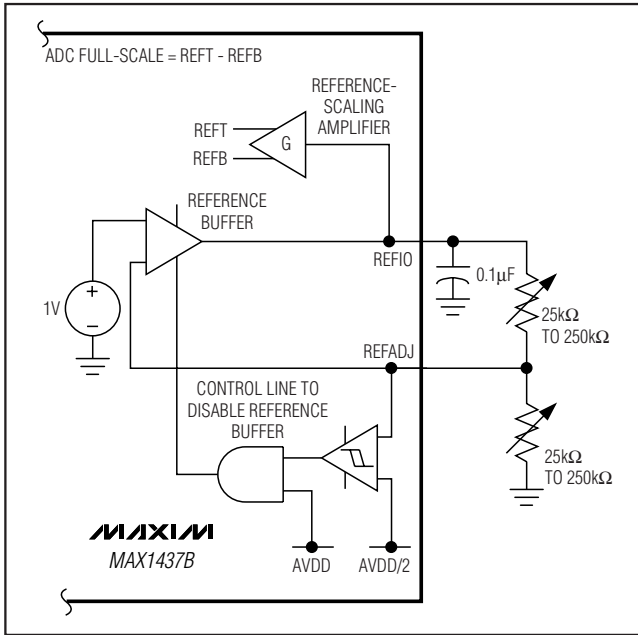 ADC FULL-SCALE = REFT - REFB
REFERENCE-
SCALING
AMPLIFIER
REFT
REFB
G
REFERENCE
BUFFER
REFIO
0.1µF
25kΩ
TO 250kΩ
1V
+
−
REFADJ
CONTROL LINE TO
DISABLE REFERENCE
BUFFER
25kΩ
TO 250kΩ
MAXIM
MAX1437B
AVDD
AVDD/2